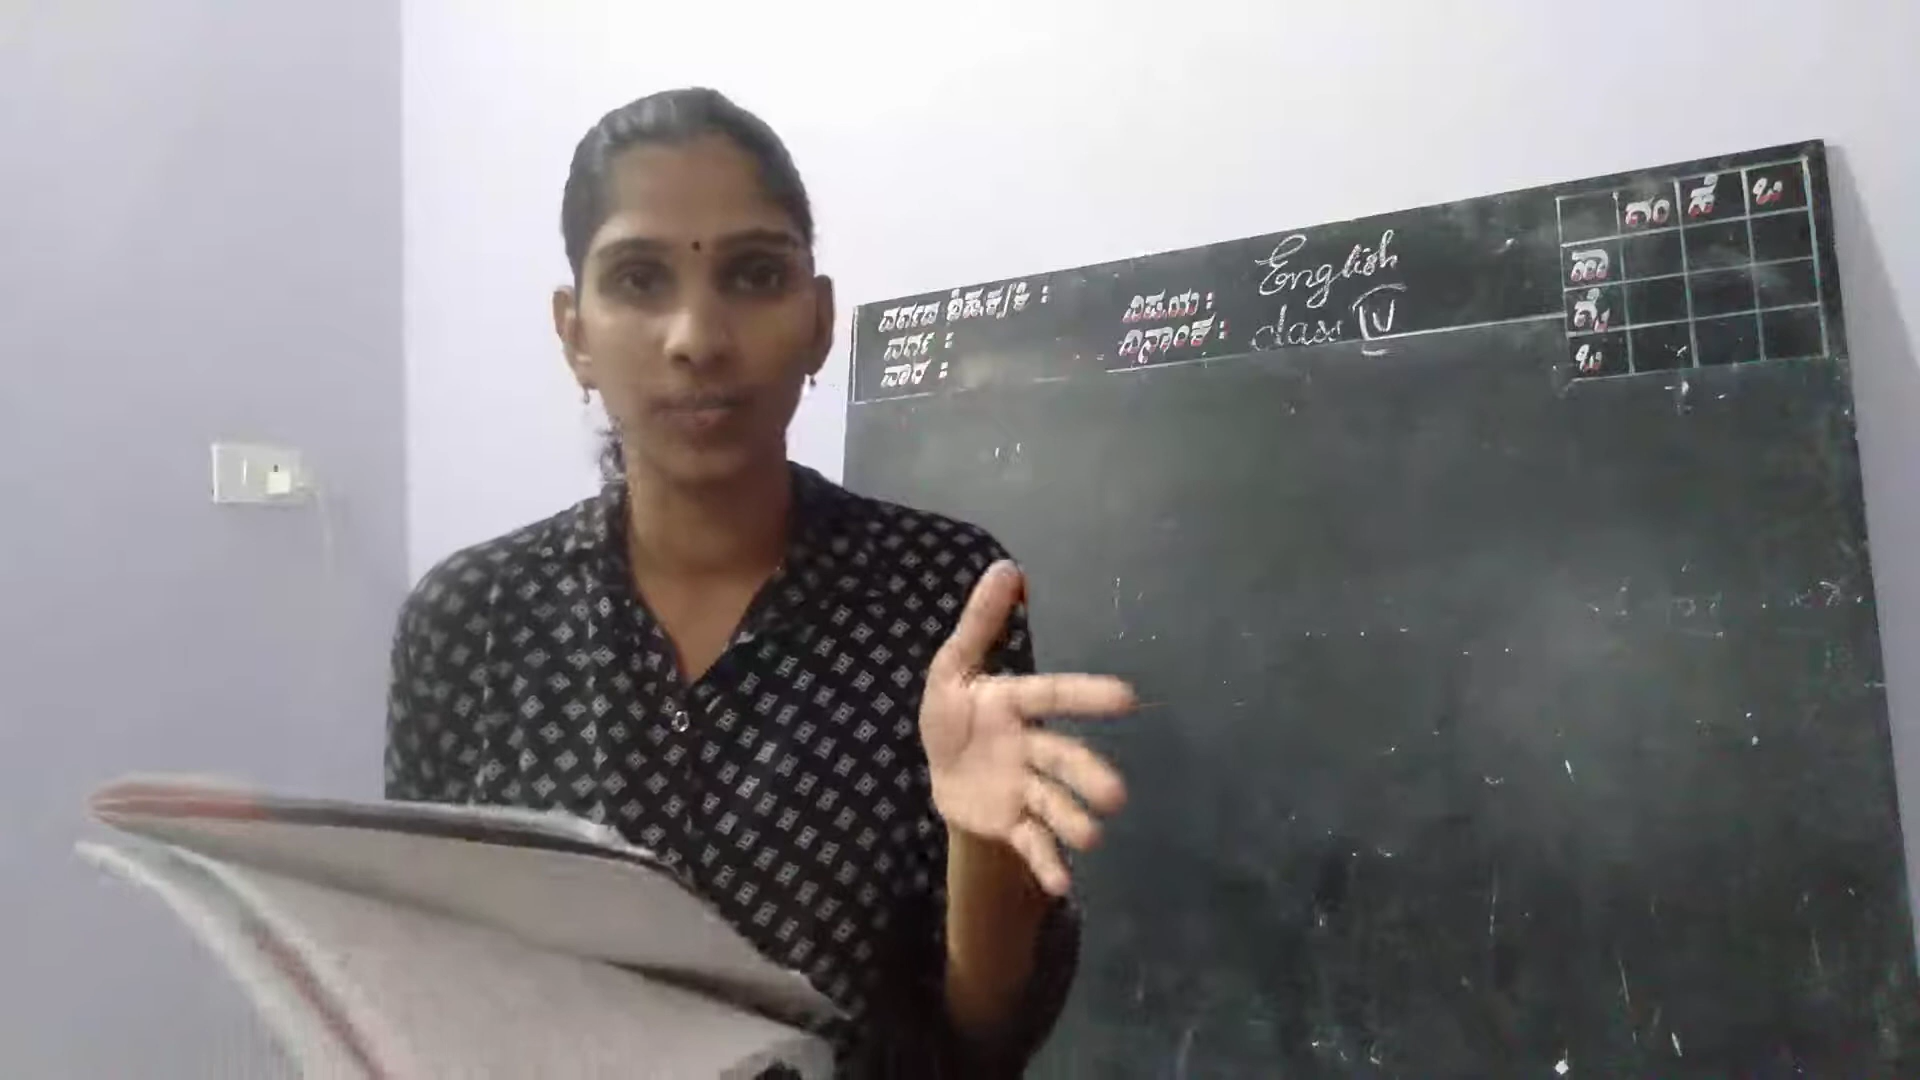 ವರ್ಗದ ಶಿಕ್ಷಕ/ಕಿ :
ವರ್ಗ :
ವಾರ :
ವಿಷಯ : English
ದಿನಾಂಕ : class IV
ಗಂ ಹೆ ಒ
ಹಾ
ಗೈ
ಒ